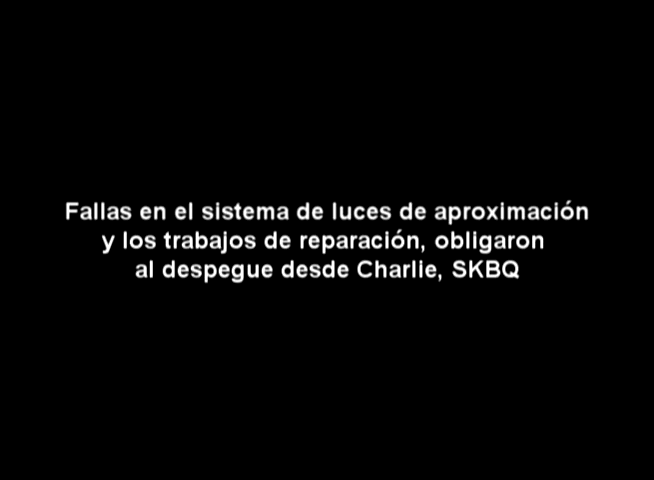 Fallas en el sistema de luces de aproximación
y los trabajos de reparación, obligaron
al despegue desde Charlie, SKBQ